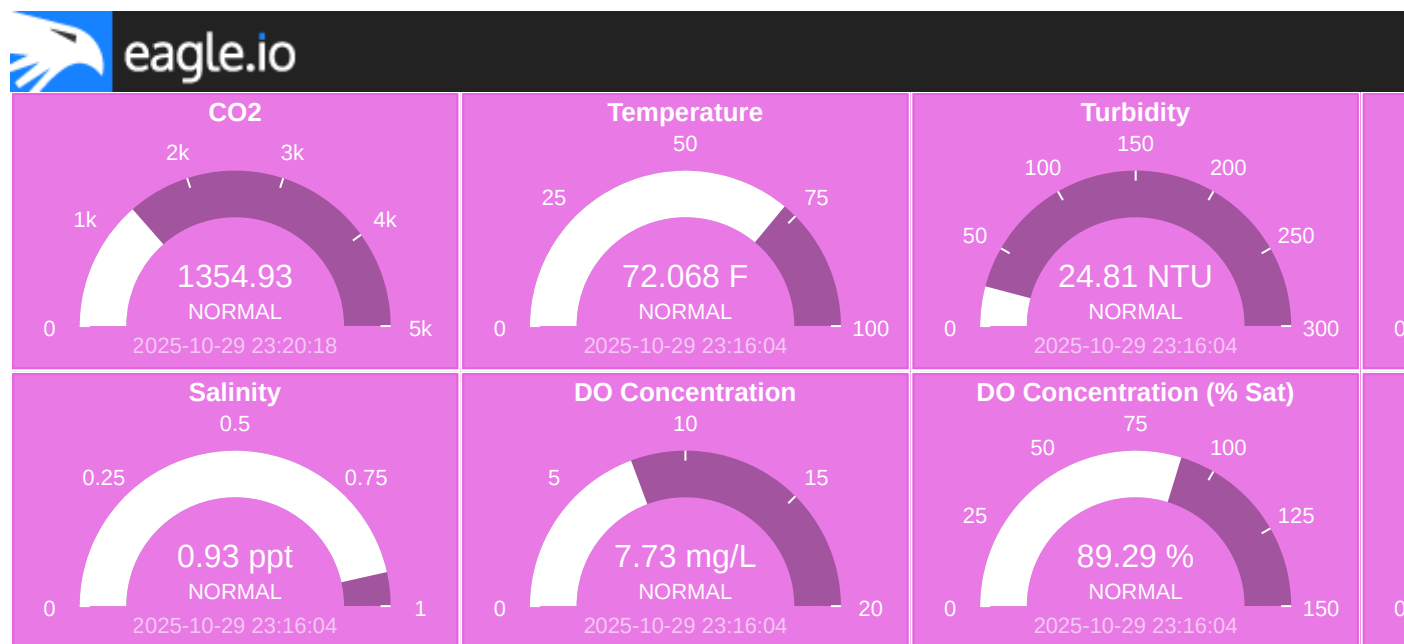 eagle.io
CO2
0
1k
2k
3k
4k
5k
1354.93
NORMAL
2025-10-29 23:20:18
Temperature
0
25
50
75
100
72.068 F
NORMAL
2025-10-29 23:16:04
Turbidity
0
50
100
150
200
250
300
24.81 NTU
NORMAL
2025-10-29 23:16:04
Salinity
0
0.25
0.5
0.75
1
0.93 ppt
NORMAL
2025-10-29 23:16:04
DO Concentration
0
5
10
15
20
7.73 mg/L
NORMAL
2025-10-29 23:16:04
DO Concentration (% Sat)
0
25
50
75
100
125
150
89.29 %
NORMAL
2025-10-29 23:16:04